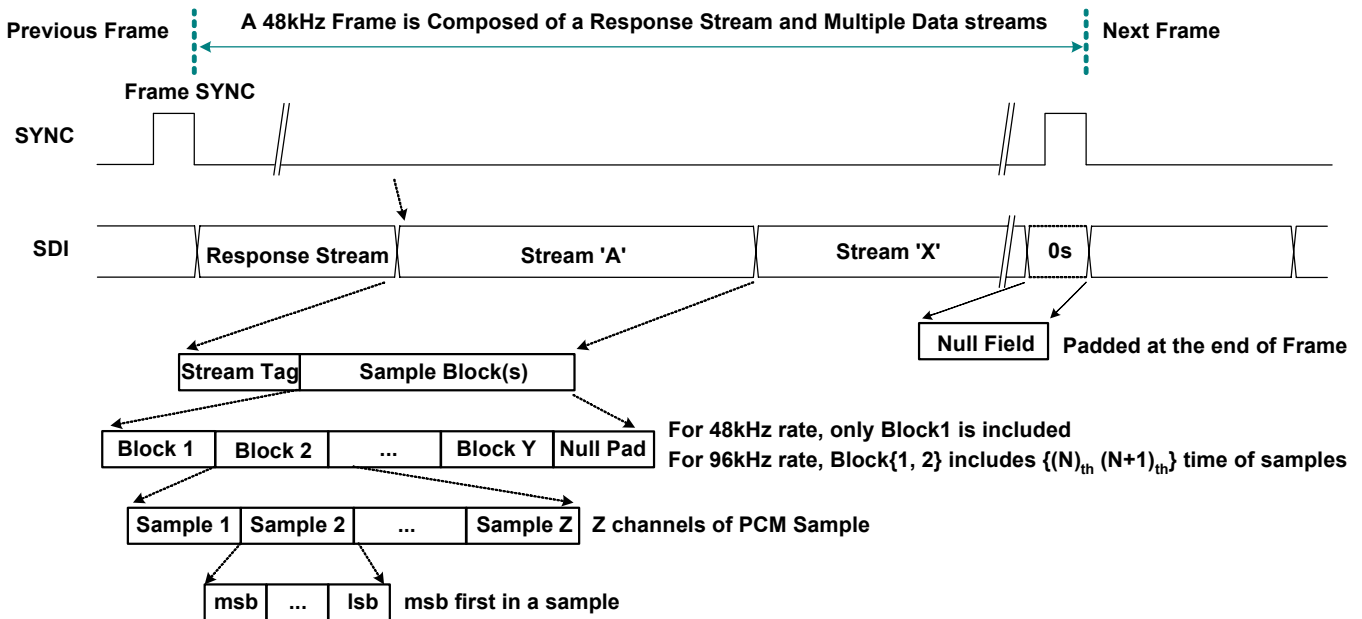 A 48kHz Frame is Composed of a Response Stream and Multiple Data streams
Previous Frame
Next Frame
Frame SYNC
SYNC
SDI
Response Stream
Stream 'A'
Stream 'X'
0s
Null Field
Padded at the end of Frame
Stream Tag
Sample Block(s)
Block 1
Block 2
...
Block Y
Null Pad
For 48kHz rate, only Block1 is included
For 96kHz rate, Block{1, 2} includes {(N)th (N+1)th} time of samples
Sample 1
Sample 2
...
Sample Z
Z channels of PCM Sample
msb
...
lsb
msb first in a sample